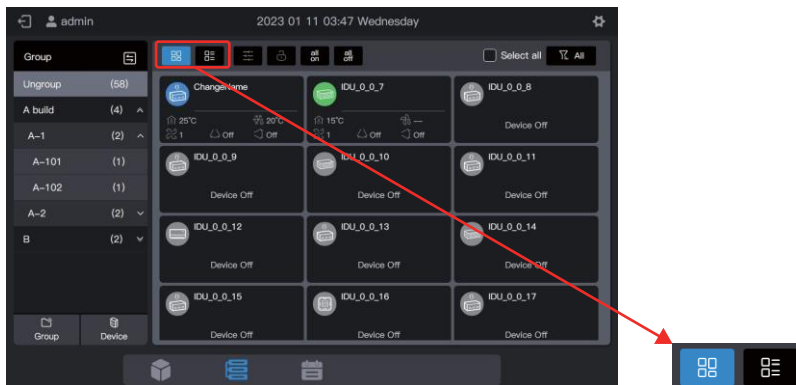 admin
2023 01 11 03:47 Wednesday
Group
all on
all off
Select all
All
Ungroup (58)
A build (4)
A-1 (2)
A-101 (1)
A-102 (1)
A-2 (2)
B (2)
Group
Device
ChangeName
25°C
20°C
1
Off
Off
IDU_0_0_7
15°C
—
1
Off
Off
IDU_0_0_8
Device Off
IDU_0_0_9
Device Off
IDU_0_0_10
Device Off
IDU_0_0_11
Device Off
IDU_0_0_12
Device Off
IDU_0_0_13
Device Off
IDU_0_0_14
Device Off
IDU_0_0_15
Device Off
IDU_0_0_16
Device Off
IDU_0_0_17
Device Off